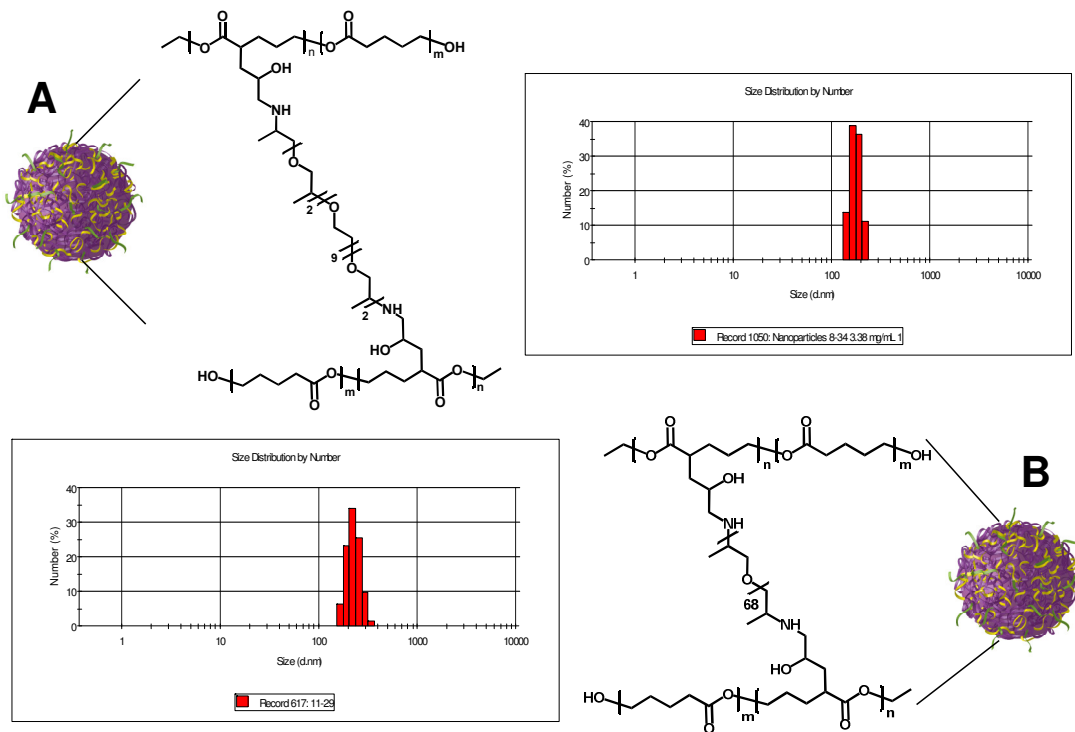 A
O
O
n
O
O
m
OH
OH
NH
O
2
O
9
O
2
NH
HO
HO
m
O
O
n
O
O
Size Distribution by Number
Number (%)
40
30
20
10
0
1
10
100
1000
10000
Size (d.nm)
Record 1050: Nanoparticles 8-34 3.38 mg/mL 1
Size Distribution by Number
Number (%)
40
30
20
10
0
1
10
100
1000
10000
Size (d.nm)
Record 617: 11-29
B
O
O
n
O
O
m
OH
OH
NH
O
68
NH
HO
HO
m
O
O
n
O
O